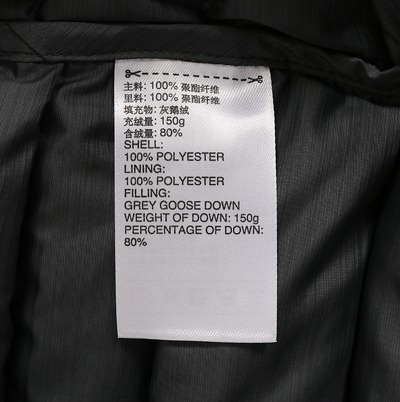 主料: 100% 聚酯纤维
里料: 100% 聚酯纤维
填充物: 灰鹅绒
充绒量: 150g
含绒量: 80%
SHELL:
100% POLYESTER
LINING:
100% POLYESTER
FILLING:
GREY GOOSE DOWN
WEIGHT OF DOWN: 150g
PERCENTAGE OF DOWN:
80%